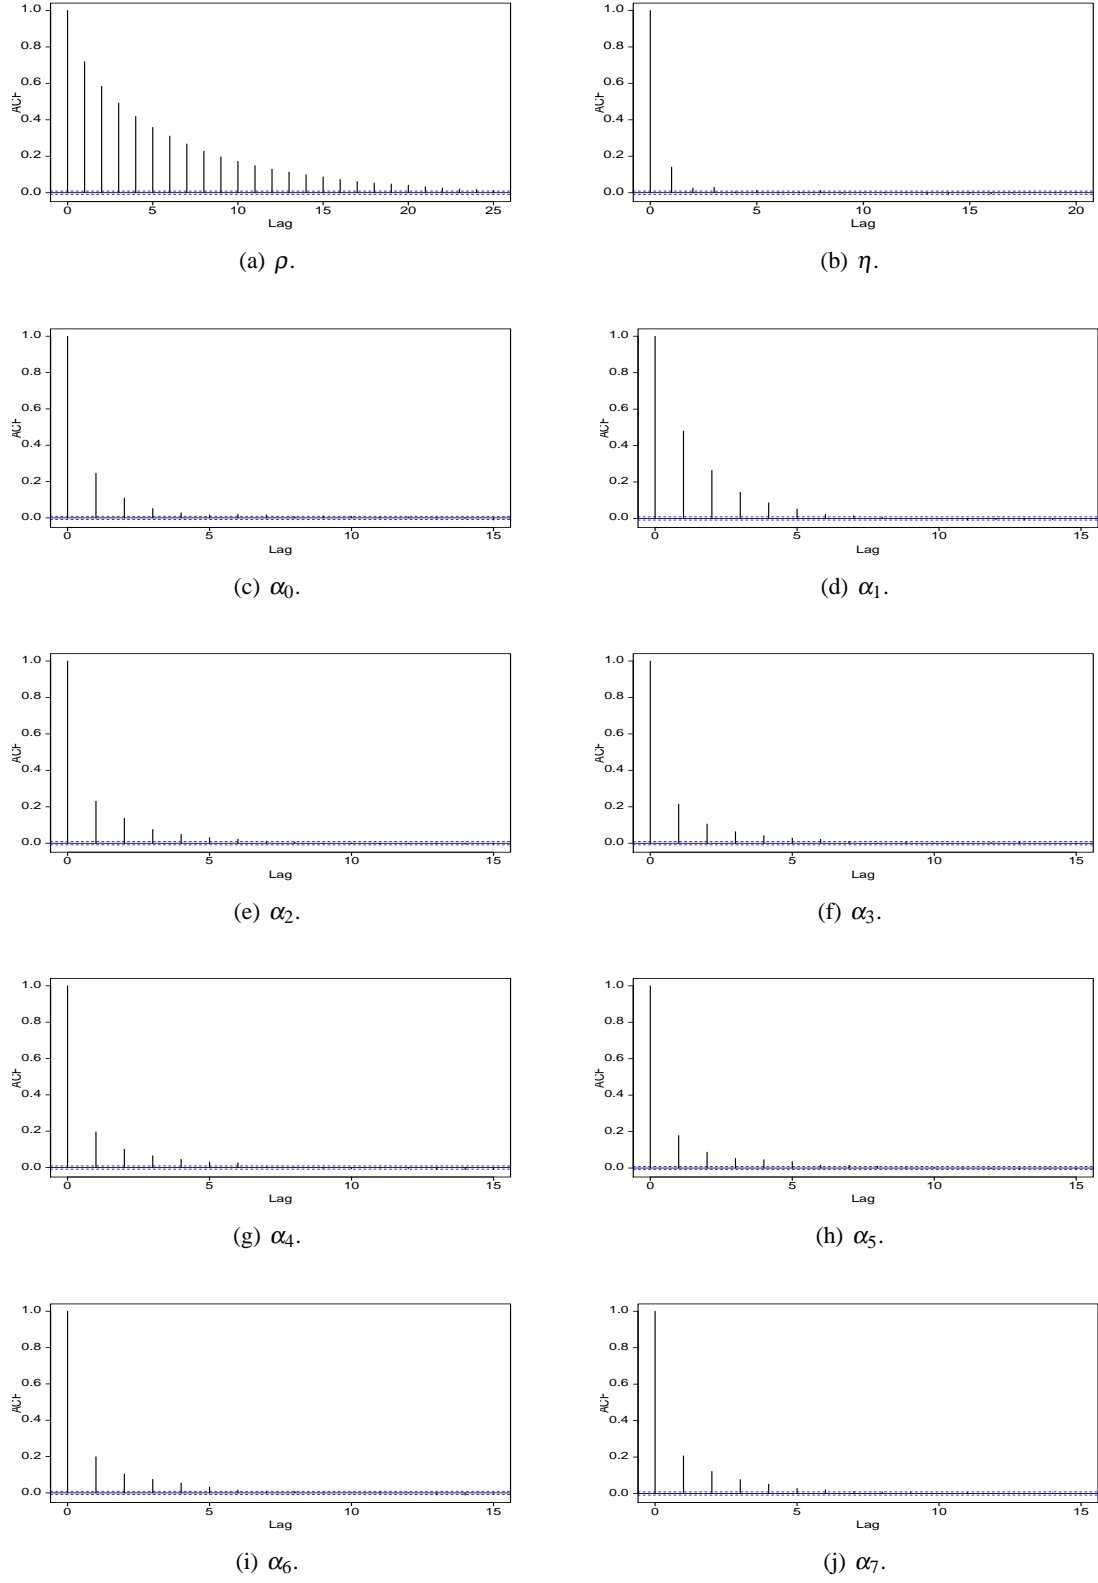 1.0
0.8
0.6
0.4
0.2
0.0
ACF
0 5 10 15 20 25
Lag
(a) ρ.
1.0
0.8
0.6
0.4
0.2
0.0
ACF
0 5 10 15 20
Lag
(b) η.
1.0
0.8
0.6
0.4
0.2
0.0
ACF
0 5 10 15
Lag
(c) α0.
1.0
0.8
0.6
0.4
0.2
0.0
ACF
0 5 10 15
Lag
(d) α1.
1.0
0.8
0.6
0.4
0.2
0.0
ACF
0 5 10 15
Lag
(e) α2.
1.0
0.8
0.6
0.4
0.2
0.0
ACF
0 5 10 15
Lag
(f) α3.
1.0
0.8
0.6
0.4
0.2
0.0
ACF
0 5 10 15
Lag
(g) α4.
1.0
0.8
0.6
0.4
0.2
0.0
ACF
0 5 10 15
Lag
(h) α5.
1.0
0.8
0.6
0.4
0.2
0.0
ACF
0 5 10 15
Lag
(i) α6.
1.0
0.8
0.6
0.4
0.2
0.0
ACF
0 5 10 15
Lag
(j) α7.